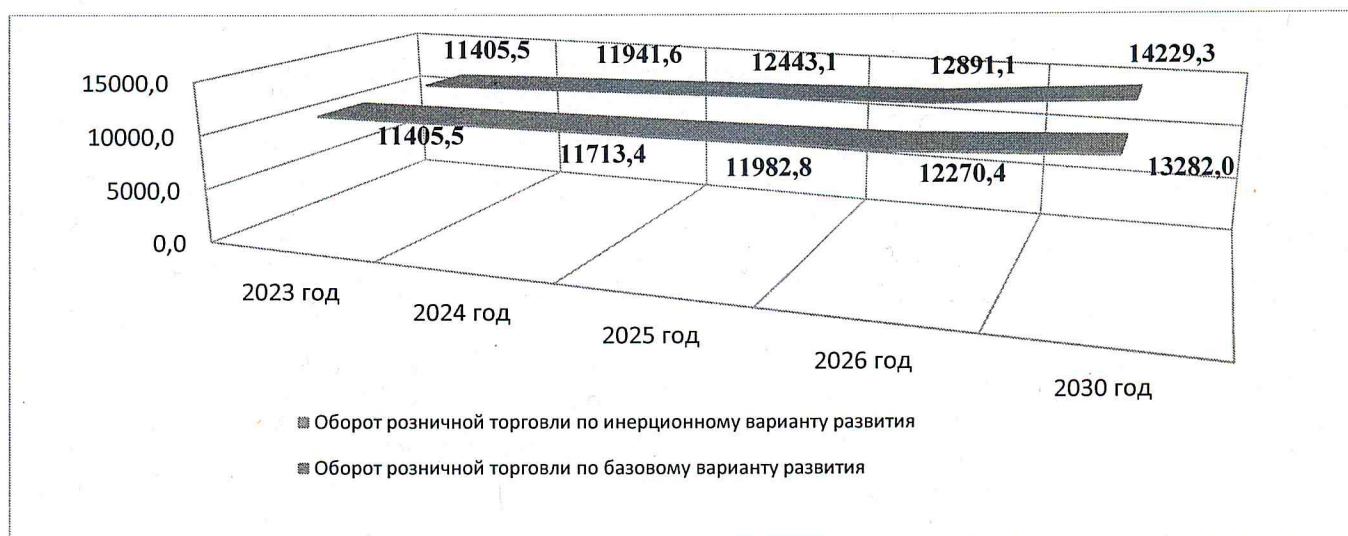 11405,5 11941,6 12443,1 12891,1 14229,3
15000,0
10000,0
5000,0
0,0
11405,5 11713,4 11982,8 12270,4 13282,0
2023 год
2024 год
2025 год
2026 год
2030 год
Оборот розничной торговли по инерционному варианту развития
Оборот розничной торговли по базовому варианту развития